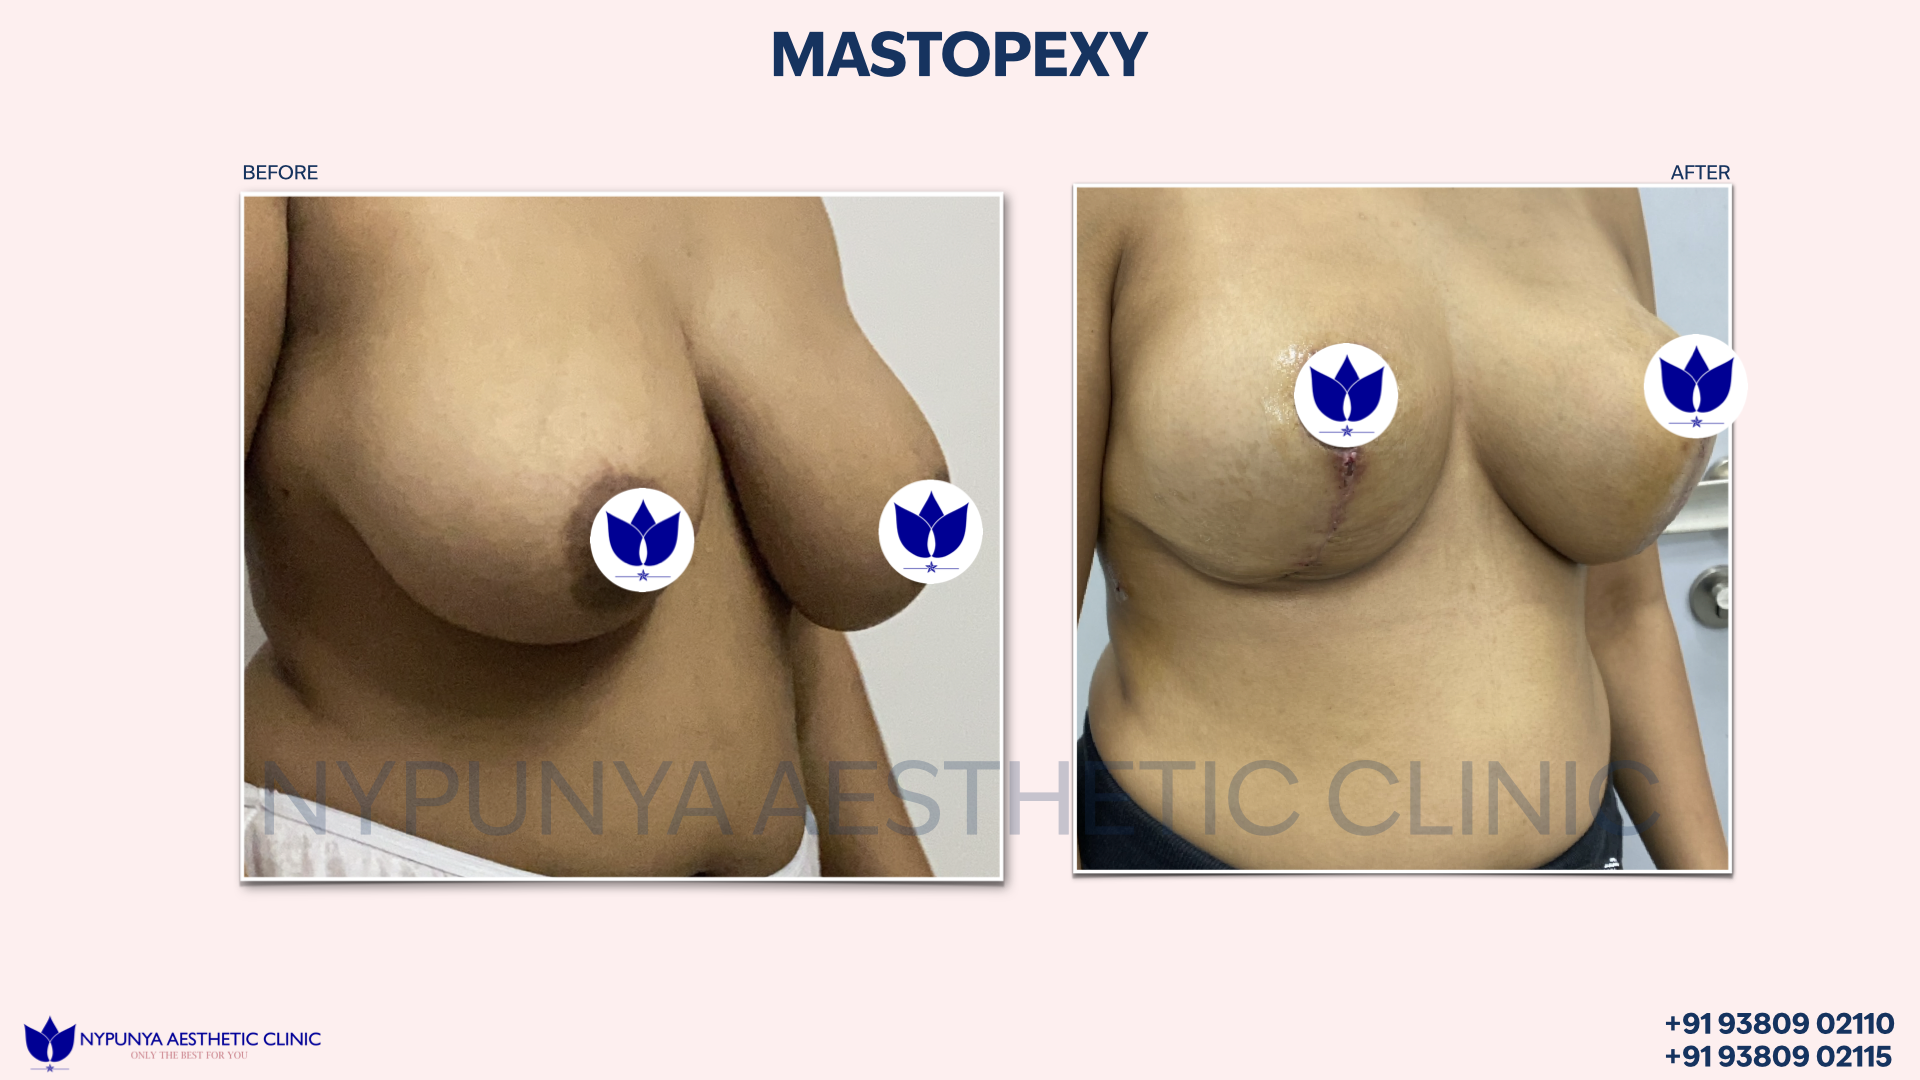 MASTOPEXY
BEFORE
AFTER
NYPUNYA AESTHETIC CLINIC
NYPUNYA AESTHETIC CLINIC
ONLY THE BEST FOR YOU
+91 93809 02110
+91 93809 02115